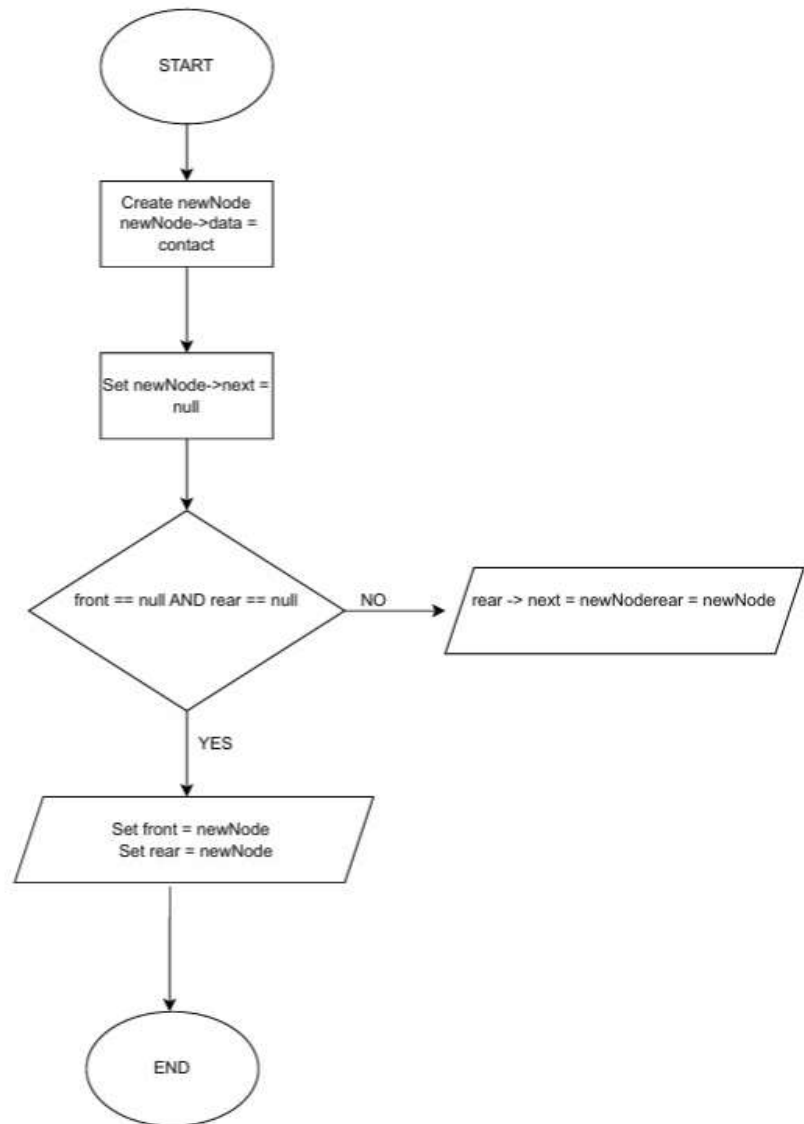 START
Create newNode
newNode->data =
contact
Set newNode->next =
null
front == null AND rear == null
NO
rear -> next = newNoderear = newNode
YES
Set front = newNode
Set rear = newNode
END